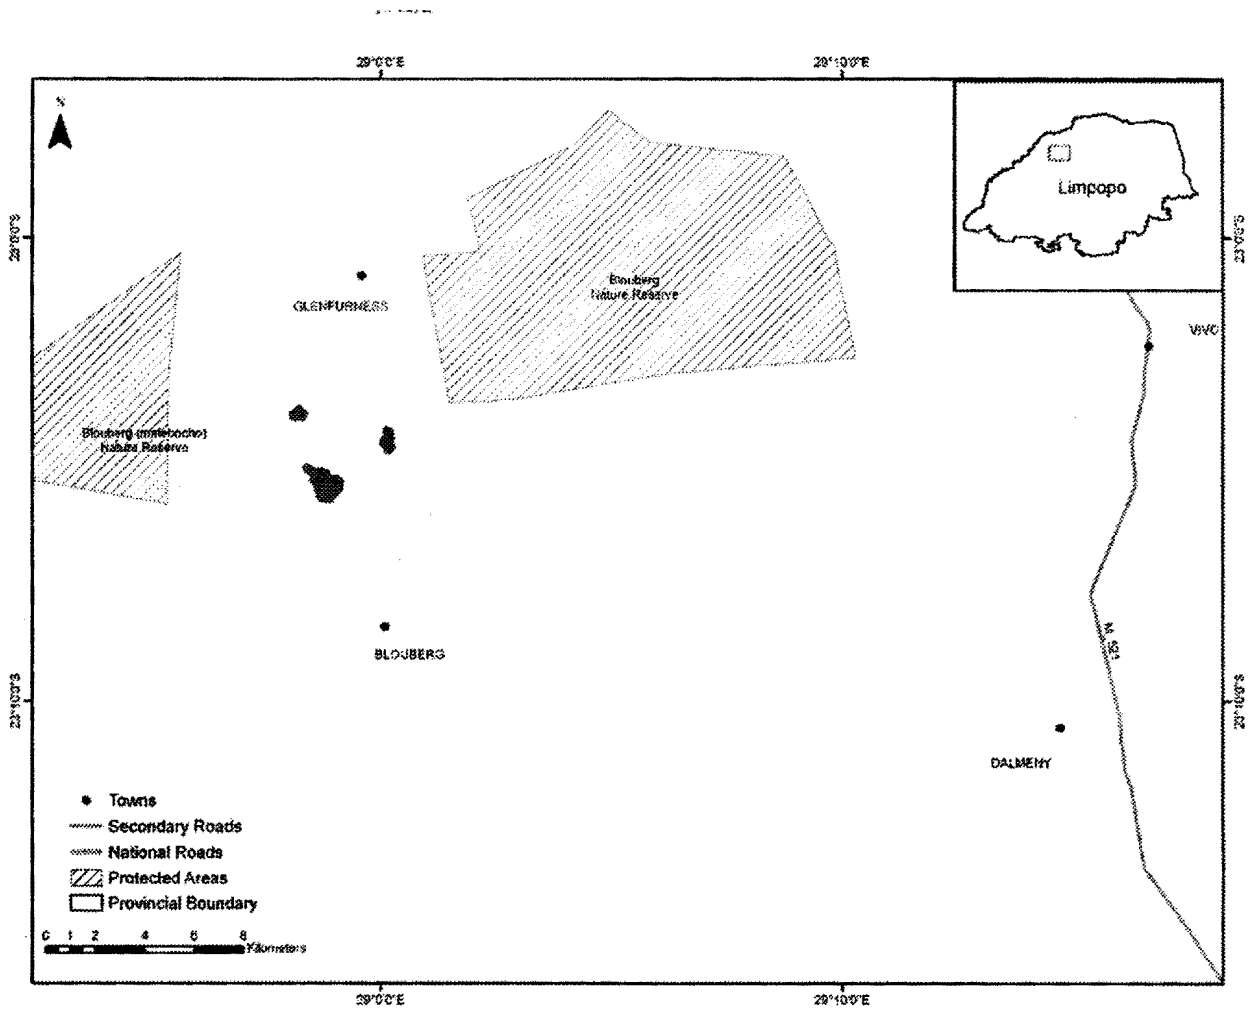 29°0'0"E 29°10'0"E
N
Limpopo
23°0'0"S 23°0'0"S
Blouberg
Nature Reserve
GLENFURNESS
VIVO
Nature Reserve
BLOUBERG
23°10'0"S 23°10'0"S
DALMENY
Towns
Secondary Roads
National Roads
Protected Areas
Provincial Boundary
0 1 2 4 6 8
Kilometers
29°0'0"E 29°10'0"E